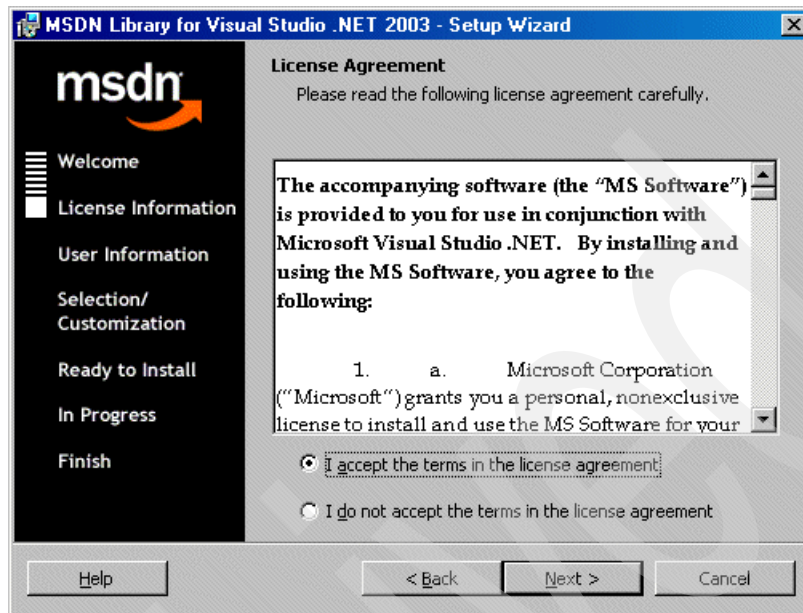 MSDN Library for Visual Studio .NET 2003 - Setup Wizard
msdn
Welcome
License Information
User Information
Selection/
Customization
Ready to Install
In Progress
Finish
License Agreement
Please read the following license agreement carefully.
The accompanying software (the “MS Software”)
is provided to you for use in conjunction with
Microsoft Visual Studio .NET. By installing and
using the MS Software, you agree to the
following:
1. a. Microsoft Corporation
(“Microsoft”) grants you a personal, nonexclusive
license to install and use the MS Software for your
I accept the terms in the license agreement
I do not accept the terms in the license agreement
Help
< Back
Next >
Cancel